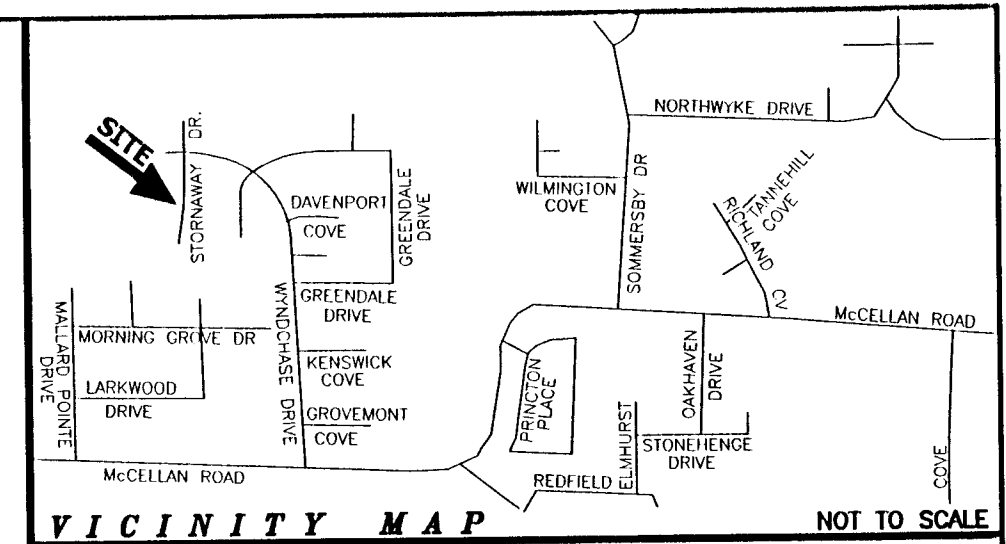 NORTHWYKE DRIVE
SITE
STORNAWAY DR.
DAVENPORT
COVE
GREENDALE
DRIVE
WILMINGTON
COVE
SOMMERSBY DR
TANNEHILL
COVE
RICHLAND CV
GREENDALE
DRIVE
McCELLAN ROAD
MALLARD POINTE
DRIVE
MORNING GROVE DR
WYNDCHASE DRIVE
KENSWICK
COVE
LARKWOOD
DRIVE
GROVEMONT
COVE
PRINCTON
PLACE
OAKHAVEN
DRIVE
ELMHURST
STONEHENGE
DRIVE
McCELLAN ROAD
REDFIELD
COVE
VICINITY MAP
NOT TO SCALE